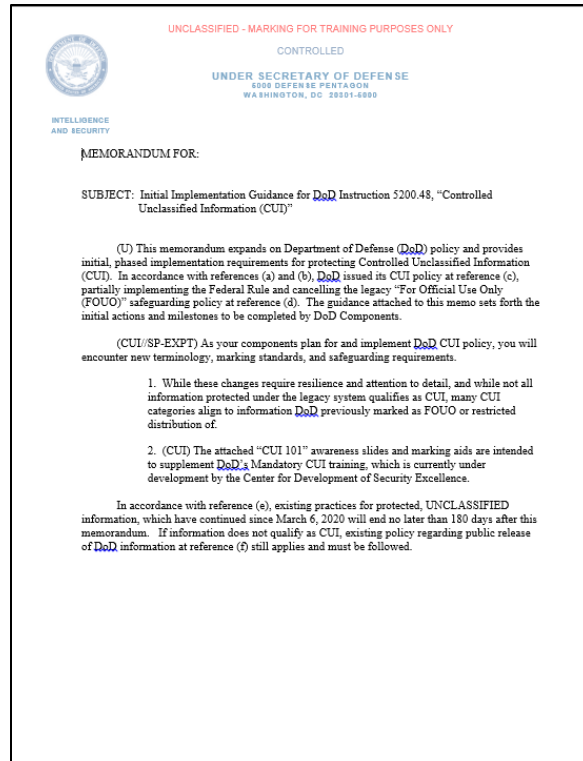 UNCLASSIFIED - MARKING FOR TRAINING PURPOSES ONLY
CONTROLLED
UNDER SECRETARY OF DEFENSE
5000 DEFENSE PENTAGON
WASHINGTON, DC 20301-5000
INTELLIGENCE
AND SECURITY
MEMORANDUM FOR:
SUBJECT: Initial Implementation Guidance for DoD Instruction 5200.48, “Controlled
Unclassified Information (CUI)”
(U) This memorandum expands on Department of Defense (DoD) policy and provides
initial, phased implementation requirements for protecting Controlled Unclassified Information
(CUI). In accordance with references (a) and (b), DoD issued its CUI policy at reference (c),
partially implementing the Federal Rule and cancelling the legacy “For Official Use Only
(FOUO)” safeguarding policy at reference (d). The guidance attached to this memo sets forth the
initial actions and milestones to be completed by DoD Components.
(CUI//SP-EXPT) As your components plan for and implement DoD CUI policy, you will
encounter new terminology, marking standards, and safeguarding requirements.
1. While these changes require resilience and attention to detail, and while not all
information protected under the legacy system qualifies as CUI, many CUI
categories align to information DoD previously marked as FOUO or restricted
distribution of.
2. (CUI) The attached “CUI 101” awareness slides and marking aids are intended
to supplement DoD’s Mandatory CUI training, which is currently under
development by the Center for Development of Security Excellence.
In accordance with reference (e), existing practices for protected, UNCLASSIFIED
information, which have continued since March 6, 2020 will end no later than 180 days after this
memorandum. If information does not qualify as CUI, existing policy regarding public release
of DoD information at reference (f) still applies and must be followed.